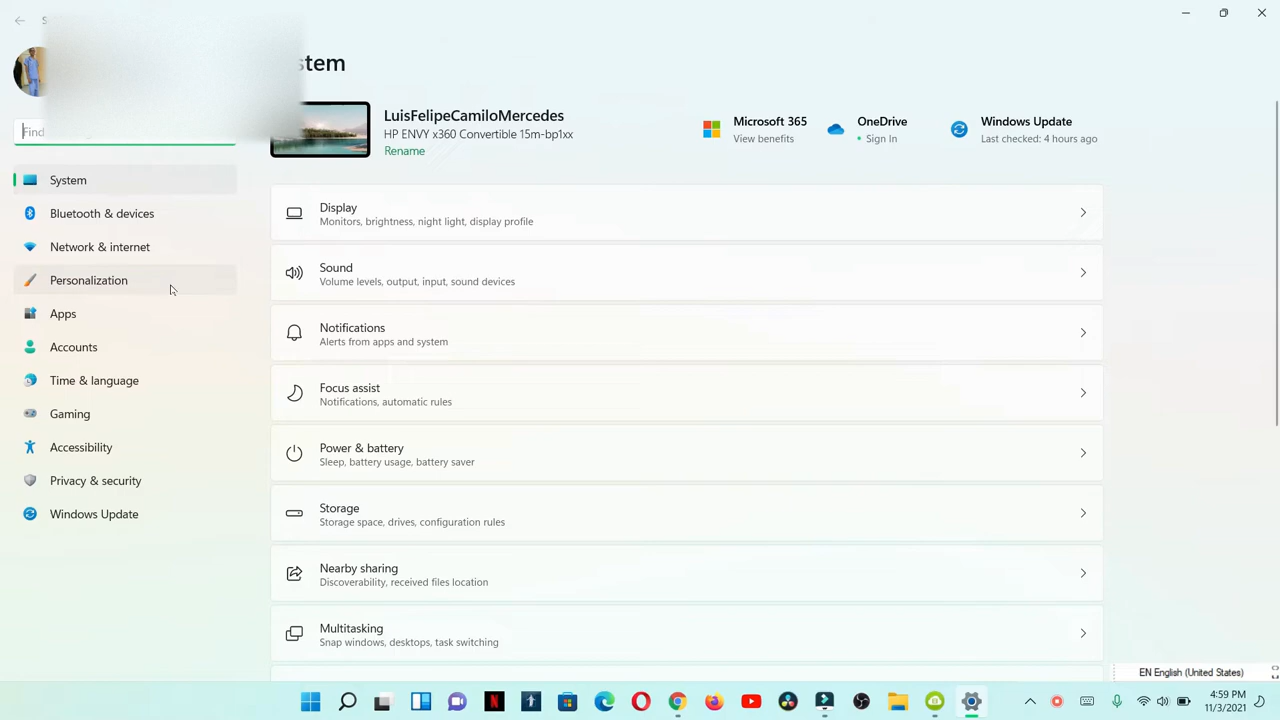 stem
LuisFelipeCamiloMercedes
HP ENVY x360 Convertible 15m-bp1xx
Rename
Microsoft 365
View benefits
OneDrive
• Sign In
Windows Update
Last checked: 4 hours ago
Find
System
Bluetooth & devices
Network & internet
Personalization
Apps
Accounts
Time & language
Gaming
Accessibility
Privacy & security
Windows Update
Display
Monitors, brightness, night light, display profile
Sound
Volume levels, output, input, sound devices
Notifications
Alerts from apps and system
Focus assist
Notifications, automatic rules
Power & battery
Sleep, battery usage, battery saver
Storage
Storage space, drives, configuration rules
Nearby sharing
Discoverability, received files location
Multitasking
Snap windows, desktops, task switching
EN English (United States)
4:59 PM
11/3/2021